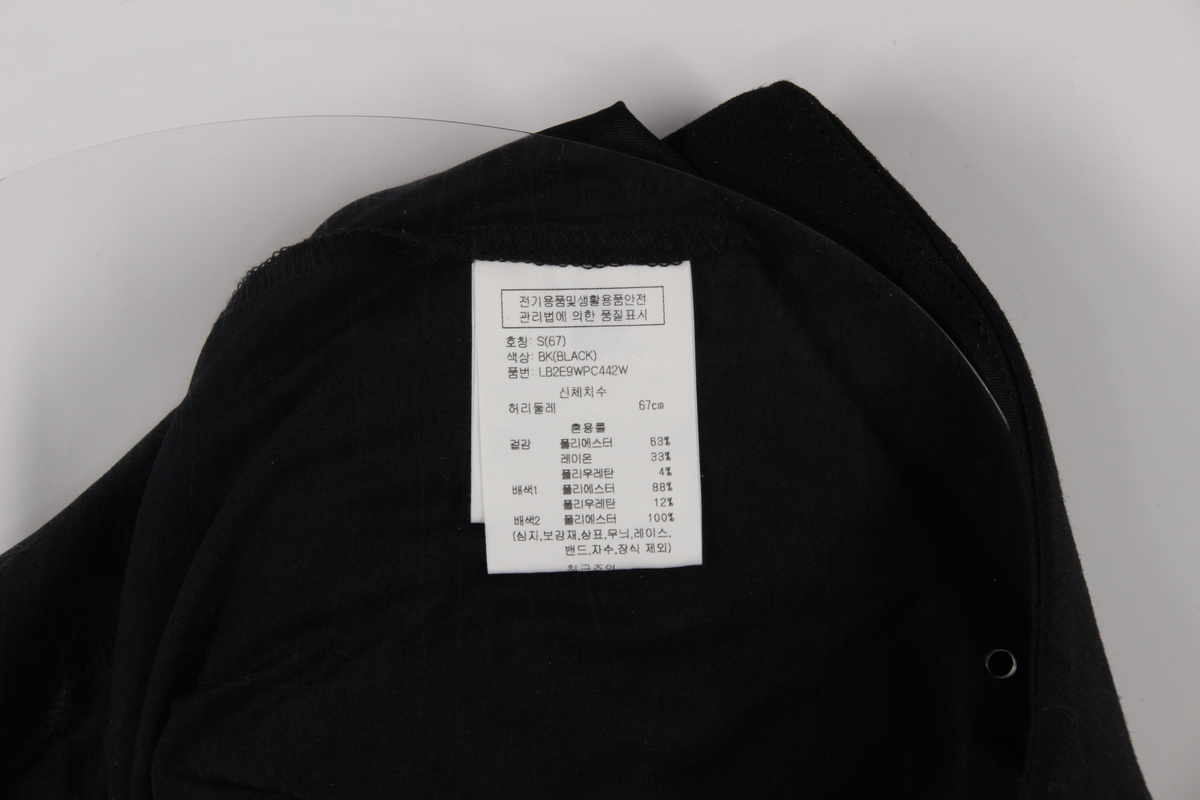 전기용품및생활용품안전
관리법에 의한 품질표시
호칭: S(67)
색상: BK(BLACK)
품번: LB2E9WPC442W
신체치수
허리둘레 67cm
혼용률
겉감 폴리에스터 63%
레이온 33%
폴리우레탄 4%
배색1 폴리에스터 88%
폴리우레탄 12%
배색2 폴리에스터 100%
(심지,보강재,상표,무늬,레이스,
밴드,자수,장식 제외)
취급주의